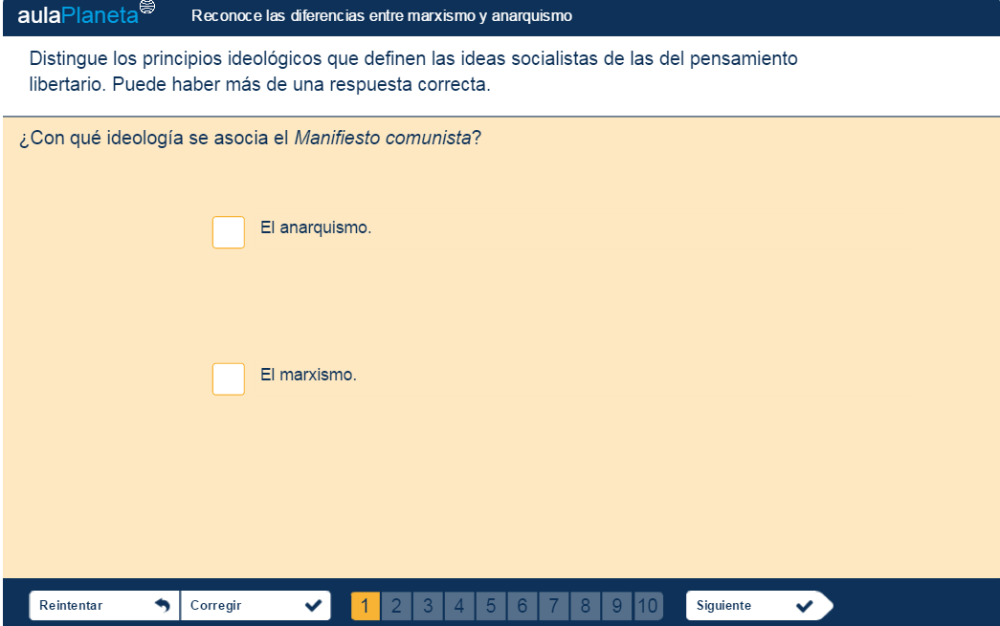 aulaPlaneta
Reconoce las diferencias entre marxismo y anarquismo
Distingue los principios ideológicos que definen las ideas socialistas de las del pensamiento
libertario. Puede haber más de una respuesta correcta.
¿Con qué ideología se asocia el Manifiesto comunista?
El anarquismo.
El marxismo.
Reintentar
Corregir
1 2 3 4 5 6 7 8 9 10
Siguiente